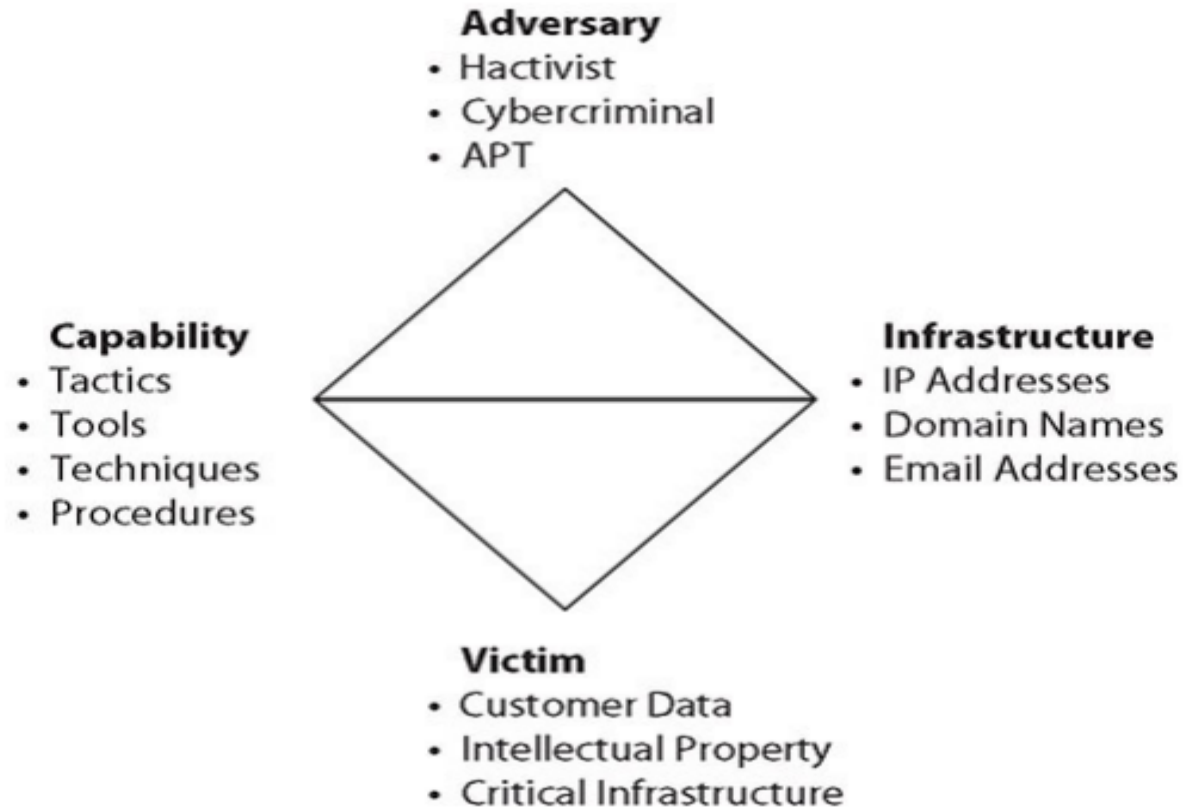 Adversary
• Hactivist
• Cybercriminal
• APT
Capability
• Tactics
• Tools
• Techniques
• Procedures
Infrastructure
• IP Addresses
• Domain Names
• Email Addresses
Victim
• Customer Data
• Intellectual Property
• Critical Infrastructure